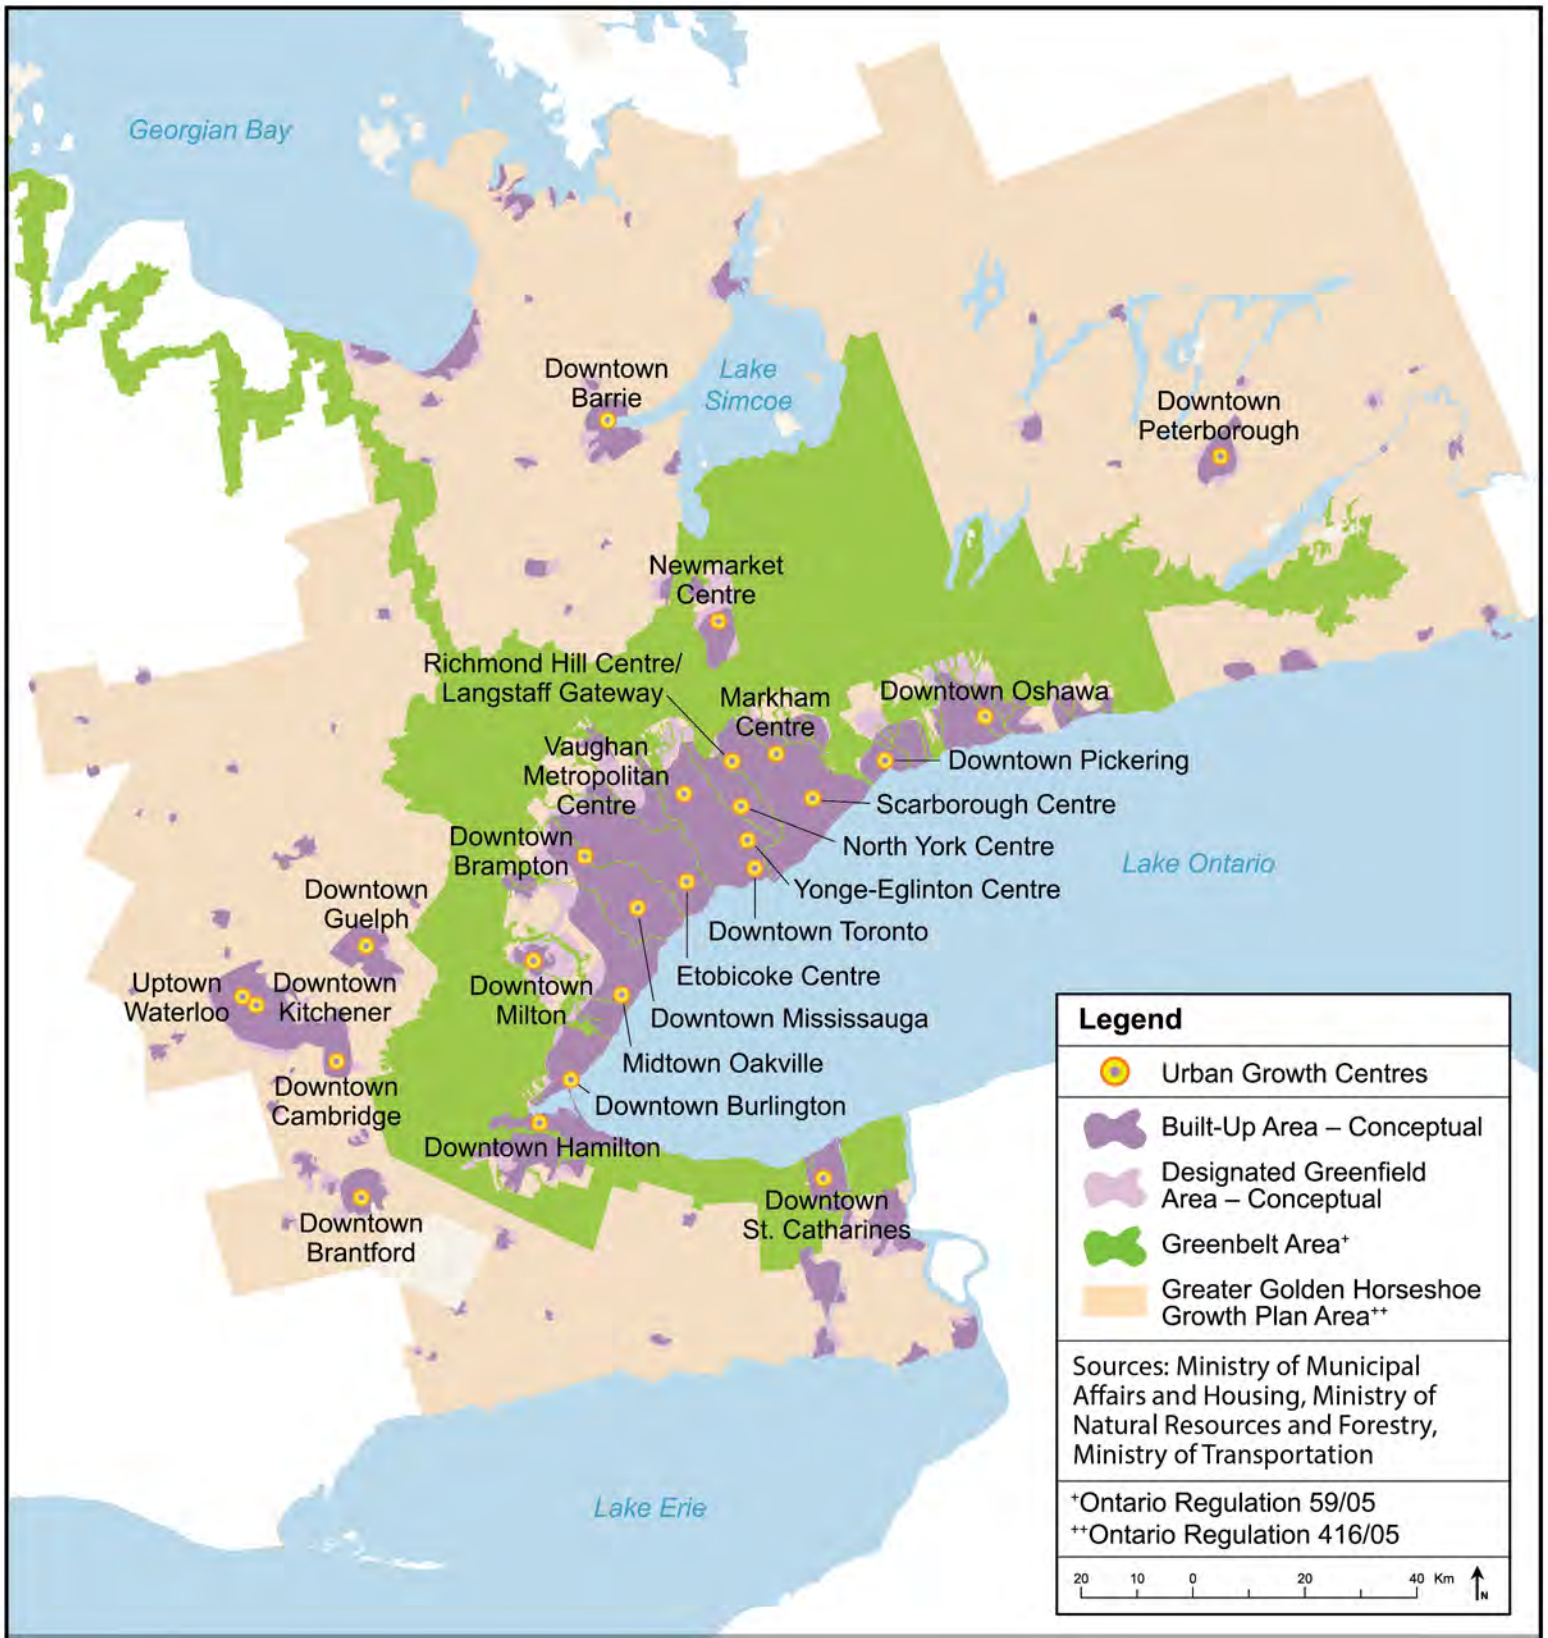 Georgian Bay
Downtown
Barrie
Lake
Simcoe
Downtown
Peterborough
Newmarket
Centre
Richmond Hill Centre/
Langstaff Gateway
Markham
Centre
Downtown Oshawa
Vaughan
Metropolitan
Centre
Downtown Pickering
Scarborough Centre
Downtown
Brampton
North York Centre
Lake Ontario
Yonge-Eglinton Centre
Downtown
Guelph
Downtown Toronto
Etobicoke Centre
Uptown
Waterloo
Downtown
Kitchener
Downtown
Milton
Downtown Mississauga
Midtown Oakville
Downtown
Cambridge
Downtown Burlington
Downtown Hamilton
Downtown
St. Catharines
Downtown
Brantford
Lake Erie
Legend
Urban Growth Centres
Built-Up Area – Conceptual
Designated Greenfield
Area – Conceptual
Greenbelt Area+
Greater Golden Horseshoe
Growth Plan Area++
Sources: Ministry of Municipal
Affairs and Housing, Ministry of
Natural Resources and Forestry,
Ministry of Transportation
+Ontario Regulation 59/05
++Ontario Regulation 416/05
20 10 0 20 40 Km
N